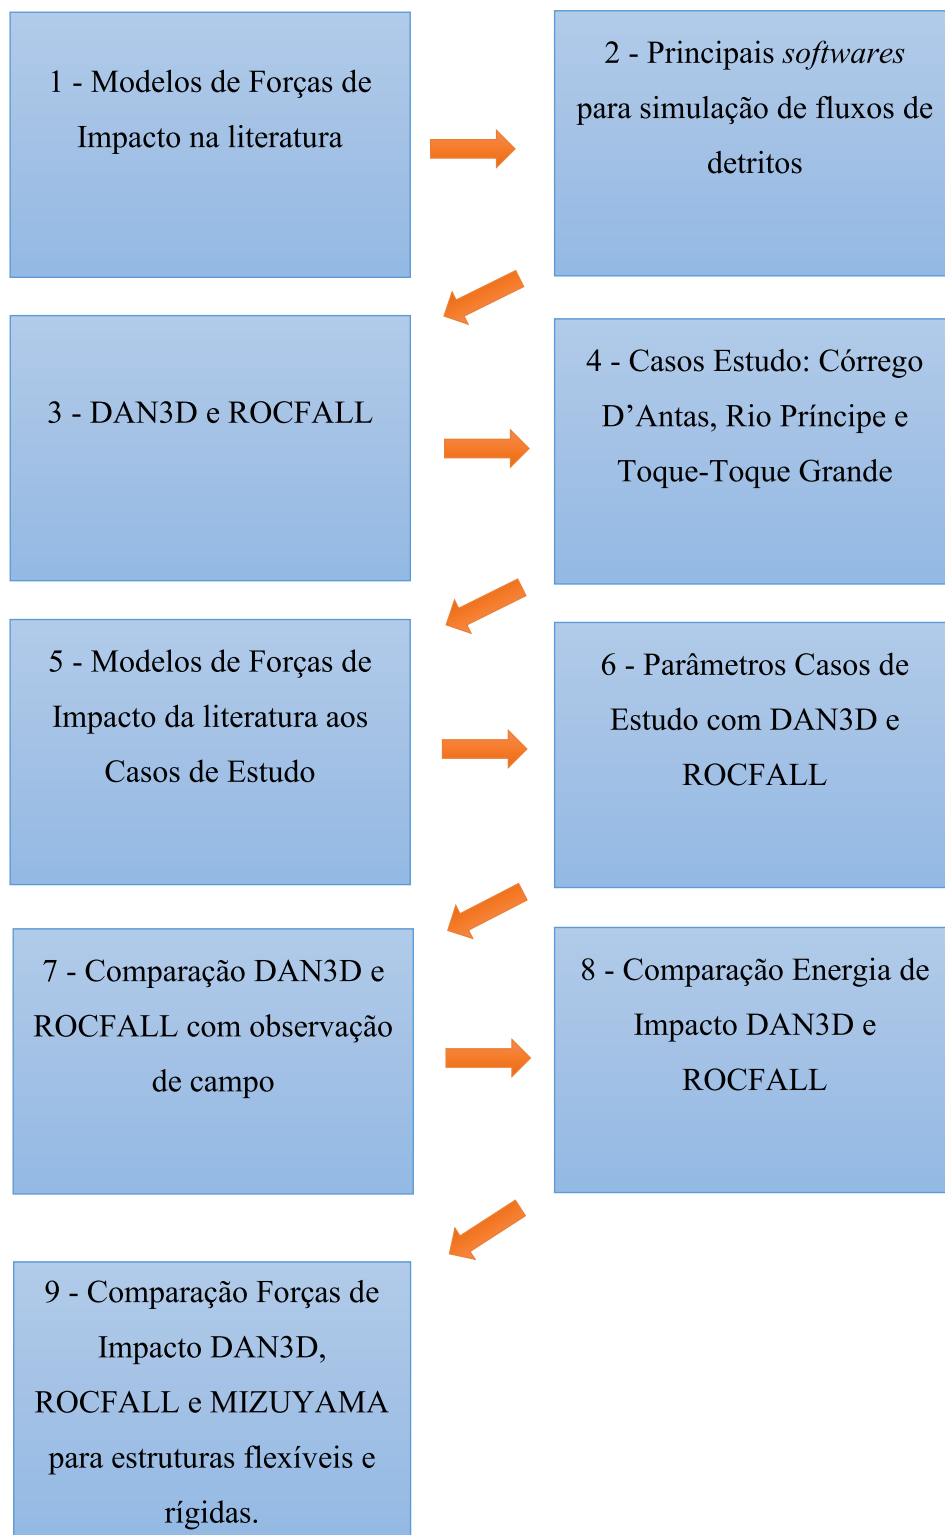 1 - Modelos de Forças de
Impacto na literatura
2 - Principais softwares
para simulação de fluxos de
detritos
3 - DAN3D e ROCFALL
4 - Casos Estudo: Córrego
D’Antas, Rio Príncipe e
Toque-Toque Grande
5 - Modelos de Forças de
Impacto da literatura aos
Casos de Estudo
6 - Parâmetros Casos de
Estudo com DAN3D e
ROCFALL
7 - Comparação DAN3D e
ROCFALL com observação
de campo
8 - Comparação Energia de
Impacto DAN3D e
ROCFALL
9 - Comparação Forças de
Impacto DAN3D,
ROCFALL e MIZUYAMA
para estruturas flexíveis e
rígidas.